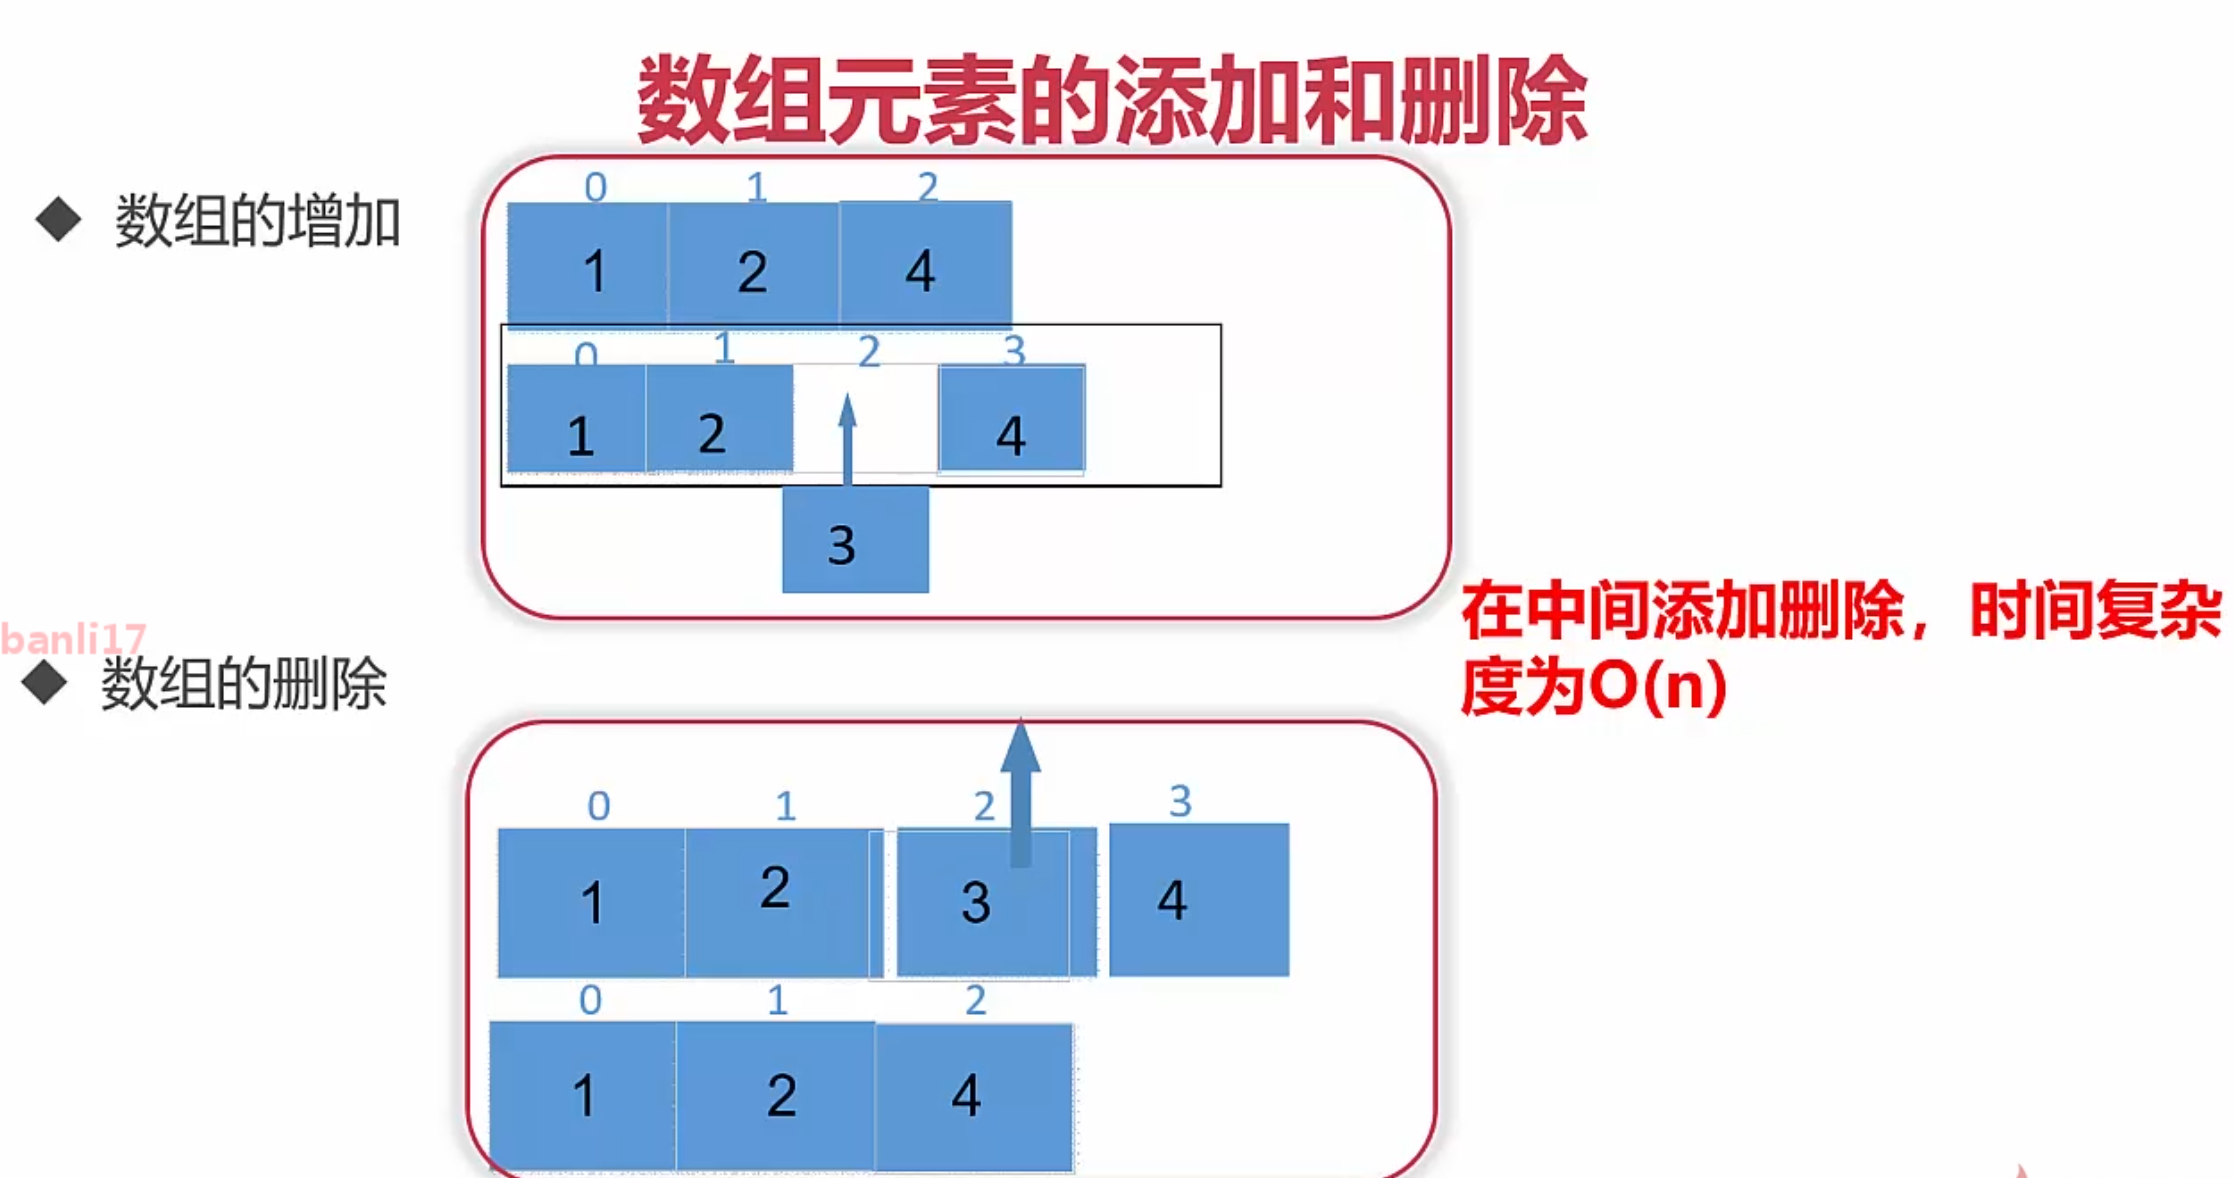 数组元素的添加和删除
◆ 数组的增加
0 1 2
1 2 4
0 1 2 3
1 2 4
3
在中间添加删除，时间复杂
度为O(n)
banli17
◆ 数组的删除
0 1 2 3
1 2 3 4
0 1 2
1 2 4